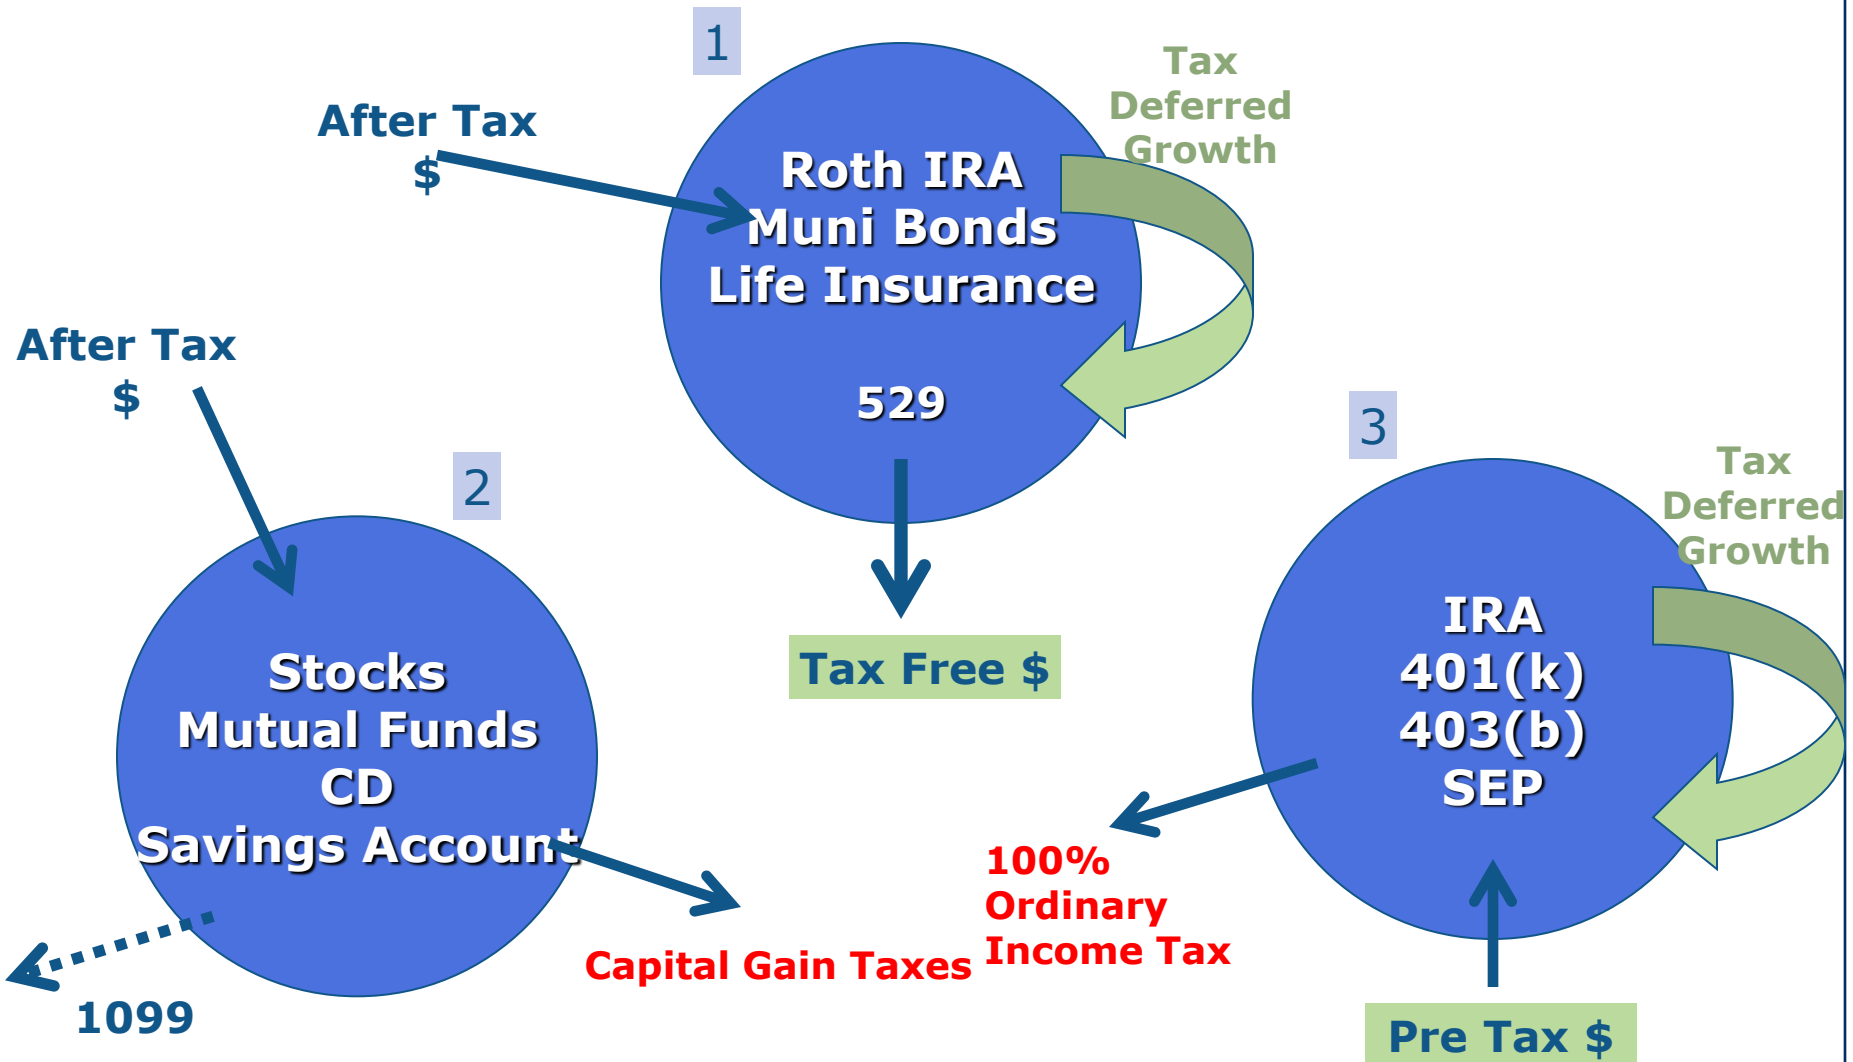 1
After Tax
$
Roth IRA
Muni Bonds
Life Insurance
529
Tax
Deferred
Growth
Tax Free $
After Tax
$
2
Stocks
Mutual Funds
CD
Savings Account
1099
Capital Gain Taxes
3
IRA
401(k)
403(b)
SEP
Tax
Deferred
Growth
100%
Ordinary
Income Tax
Pre Tax $